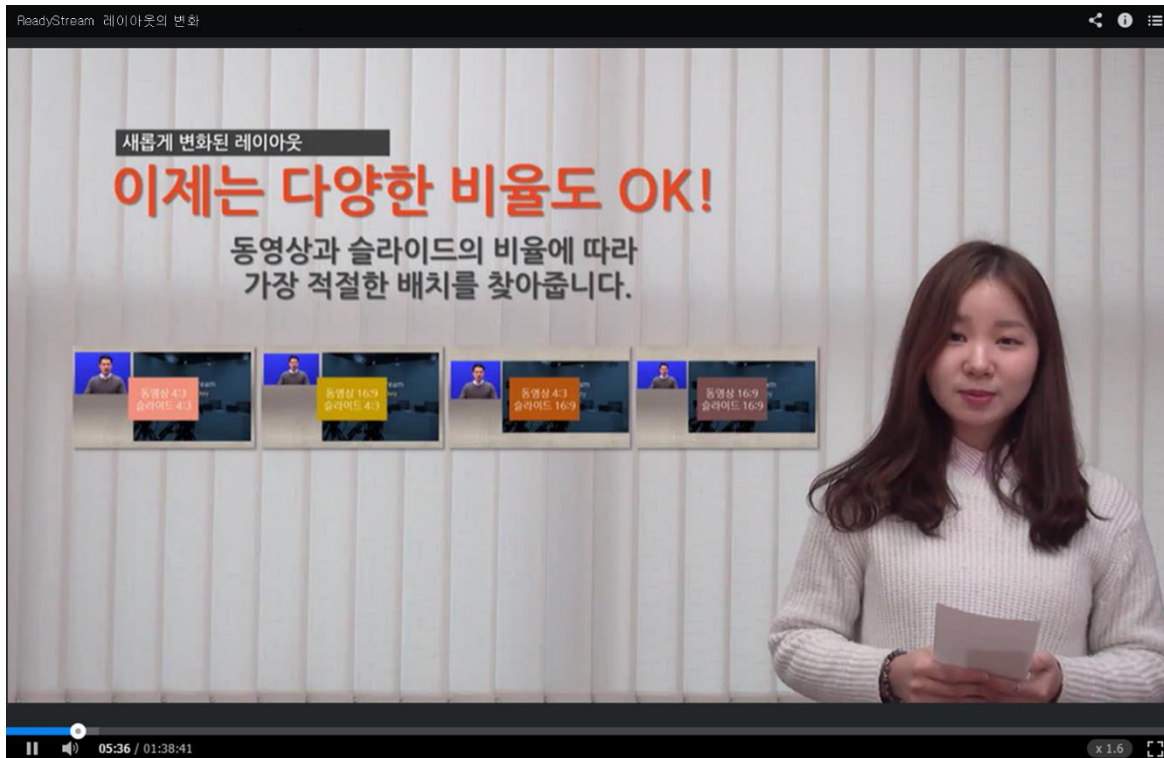 ReadyStream 레이아웃의 변화
새롭게 변화된 레이아웃
이제는 다양한 비율도 OK!
동영상과 슬라이드의 비율에 따라
가장 적절한 배치를 찾아줍니다.
동영상 4:3
슬라이드 4:3
동영상 16:9
슬라이드 4:3
동영상 4:3
슬라이드 16:9
동영상 16:9
슬라이드 16:9
05:36 / 01:38:41
x 1.6